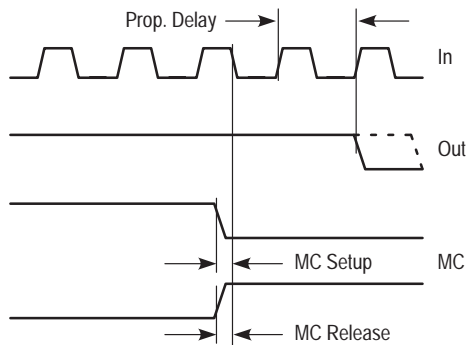 Prop. Delay
In
Out
MC Setup
MC
MC Release